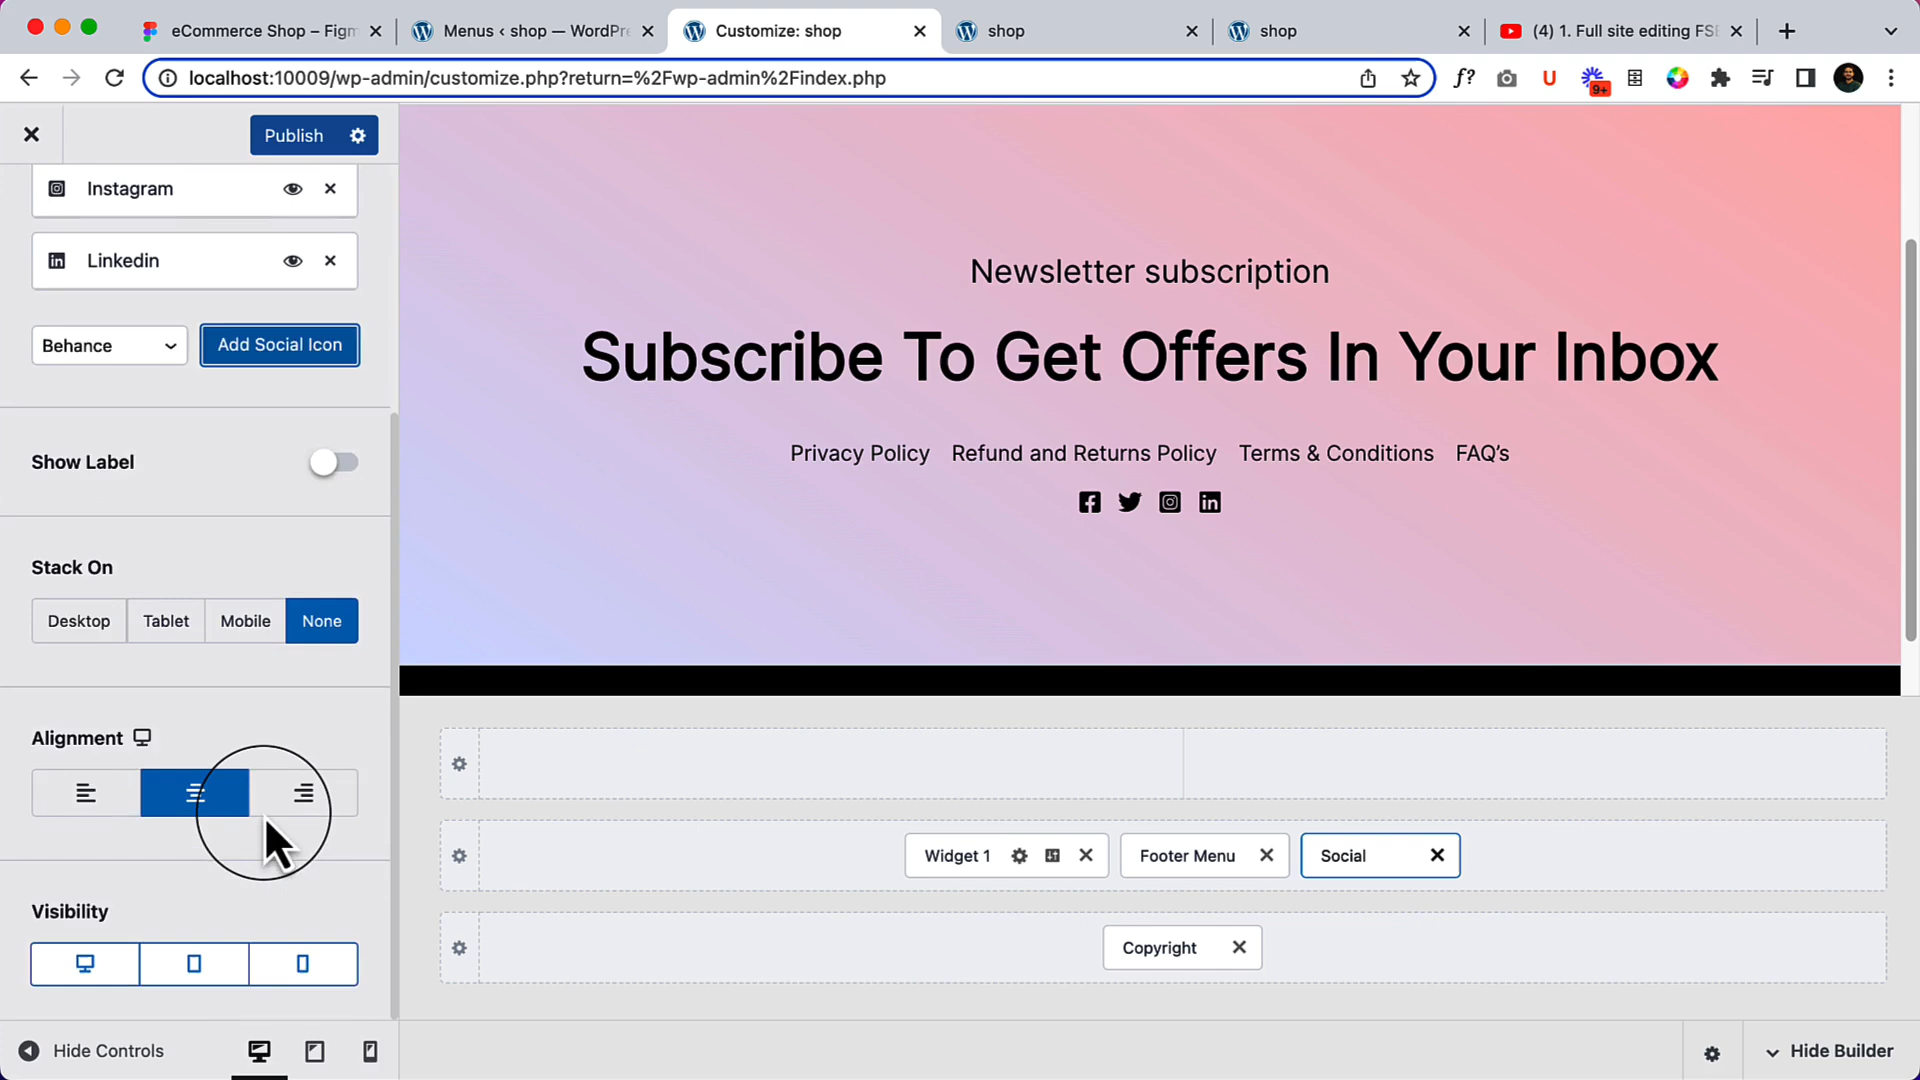 eCommerce Shop – Figm
Menus ‹ shop — WordPre
Customize: shop
shop
shop
(4) 1. Full site editing FSE
localhost:10009/wp-admin/customize.php?return=%2Fwp-admin%2Findex.php
f?
U
9+
Publish
Instagram
Linkedin
Behance
Add Social Icon
Show Label
Stack On
Desktop
Tablet
Mobile
None
Alignment
Visibility
Hide Controls
Newsletter subscription
Subscribe To Get Offers In Your Inbox
Privacy Policy Refund and Returns Policy Terms & Conditions FAQ’s
Widget 1
Footer Menu
Social
Copyright
Hide Builder